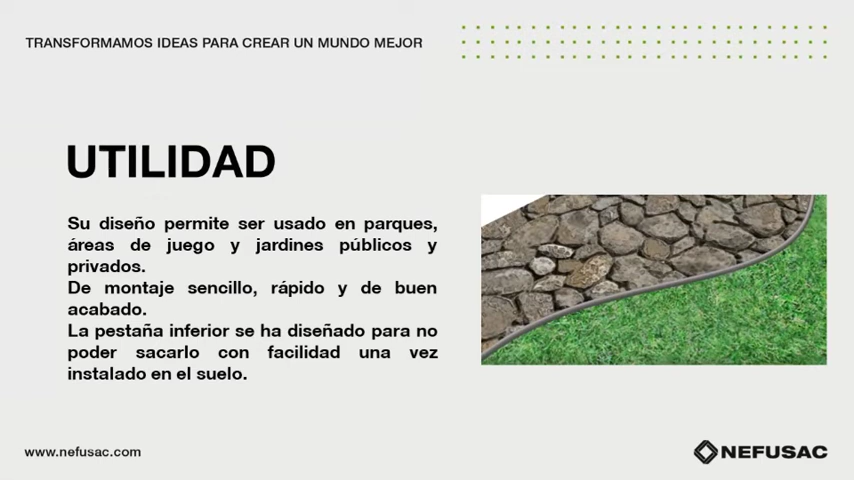 TRANSFORMAMOS IDEAS PARA CREAR UN MUNDO MEJOR
UTILIDAD
Su diseño permite ser usado en parques,
áreas de juego y jardines públicos y
privados.
De montaje sencillo, rápido y de buen
acabado.
La pestaña inferior se ha diseñado para no
poder sacarlo con facilidad una vez
instalado en el suelo.
www.nefusac.com
NEFUSAC